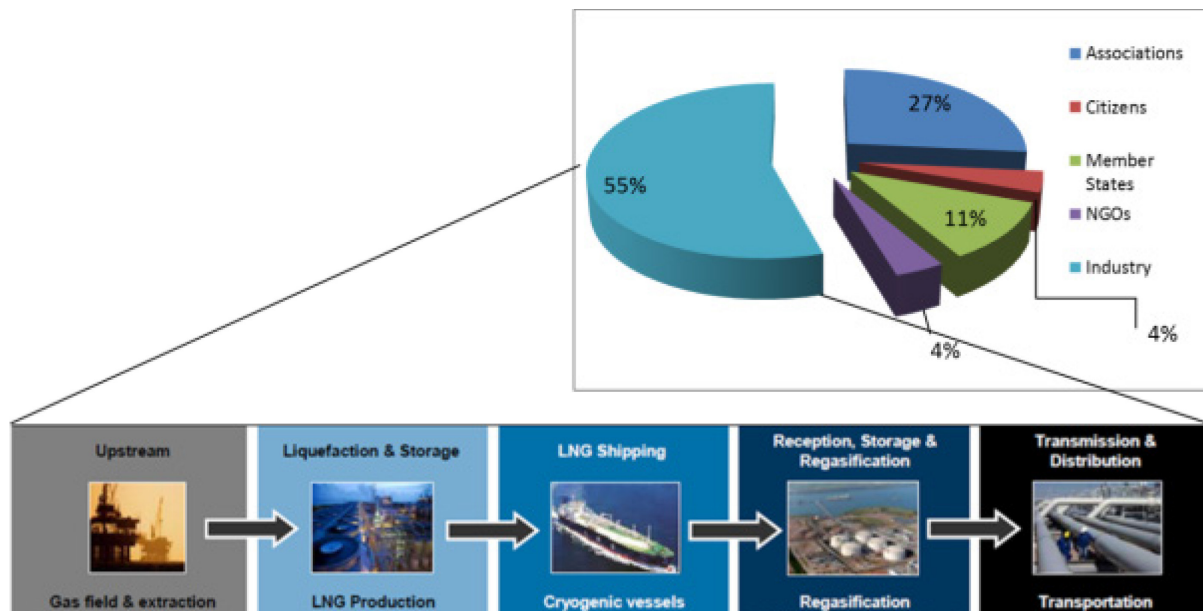 Associations
27%
Citizens
Member
States
55%
11%
NGOs
Industry
4%
4%
Upstream
Liquefaction & Storage
LNG Shipping
Reception, Storage &
Regasification
Transmission &
Distribution
Gas field & extraction
LNG Production
Cryogenic vessels
Regasification
Transportation